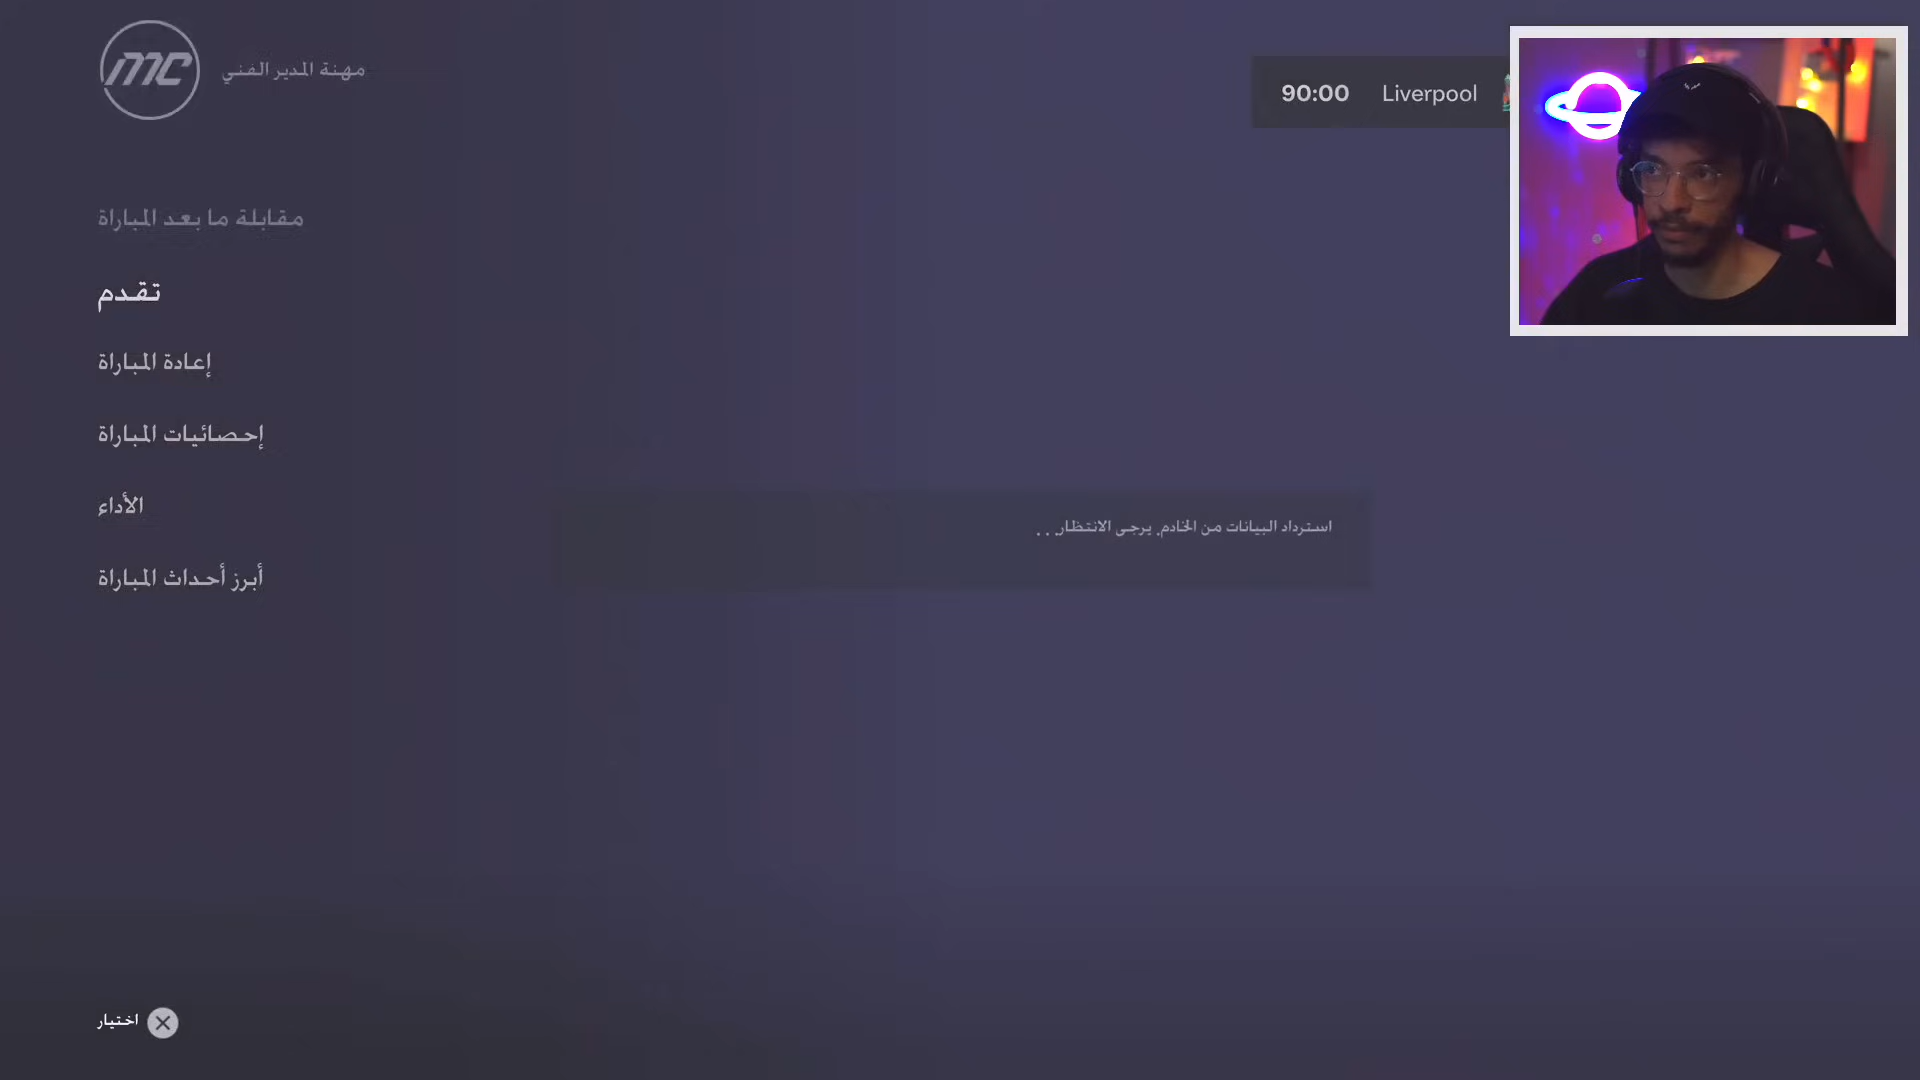 MC مهنة المدير الفني
90:00 Liverpool
مقابلة ما بعد المباراة
تقدم
إعادة المباراة
إحصائيات المباراة
الأداء
أبرز أحداث المباراة
استرداد البيانات من الخادم. يرجى الانتظار. . .
اختيار